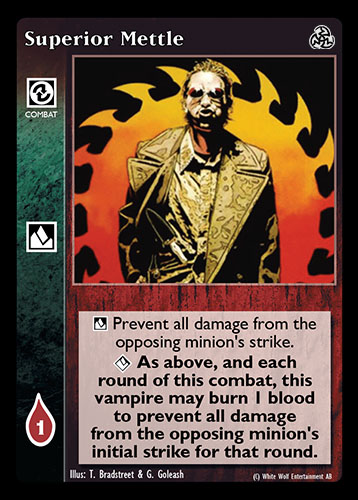 Superior Mettle
COMBAT
Prevent all damage from the
opposing minion's strike.
As above, and each
round of this combat, this
vampire may burn 1 blood
to prevent all damage
from the opposing minion's
initial strike for that round.
1
Illus: T. Bradstreet & G. Goleash
(C) White Wolf Entertainment AB